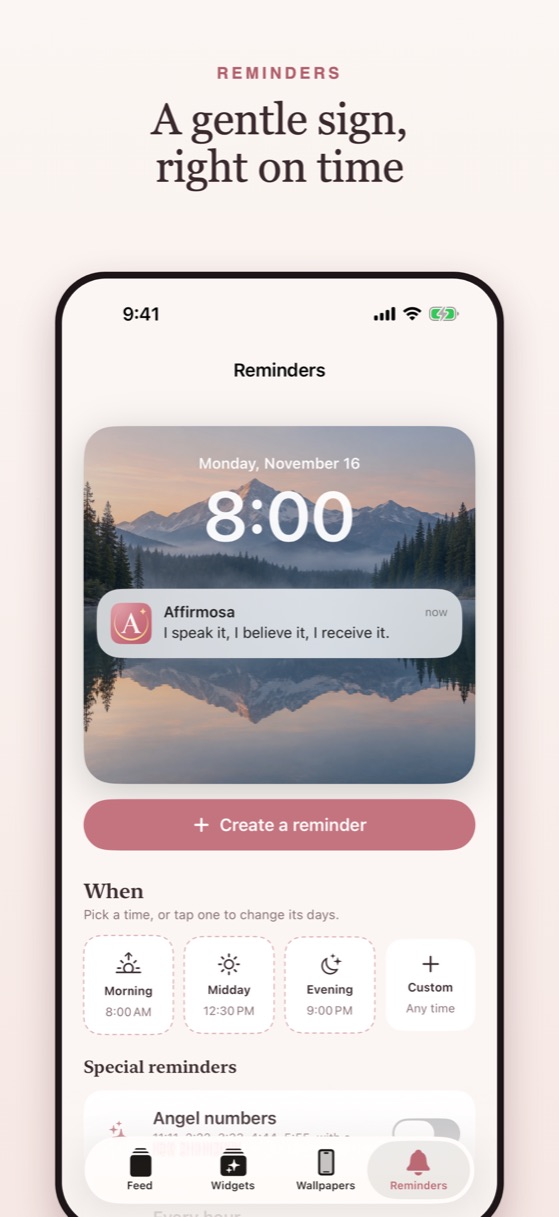 REMINDERS
A gentle sign,
right on time
9:41
Reminders
Monday, November 16
8:00
A
Affirmosa
now
I speak it, I believe it, I receive it.
+ Create a reminder
When
Pick a time, or tap one to change its days.
Morning
8:00 AM
Midday
12:30 PM
Evening
9:00 PM
Custom
Any time
Special reminders
Angel numbers
Feed
Widgets
Wallpapers
Reminders
Every hour